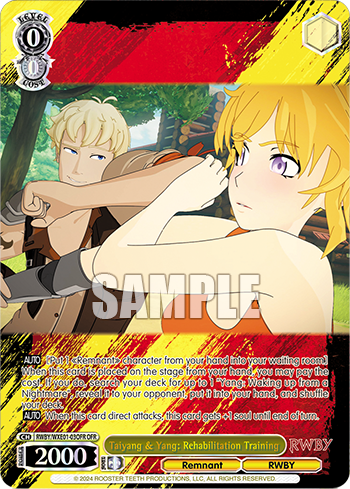 LEVEL
0
0
COST
SAMPLE
AUTO [Put 1 «Remnant» character from your hand into your waiting room]
When this card is placed on the stage from your hand, you may pay
the cost. If you do, search your deck for up to 1 "Yang: Waking up from a
Nightmare", reveal it to your opponent, put it into your hand, and shuffle
your deck.
AUTO When this card direct attacks, this card gets +1 soul until end of turn.
CH RWBY/WXE01-03OFR OFR
Taiyang & Yang: Rehabilitation Training
RWBY
POWER
2000
Remnant
RWBY
© 2024 ROOSTER TEETH PRODUCTIONS, LLC, ALL RIGHTS RESERVED.